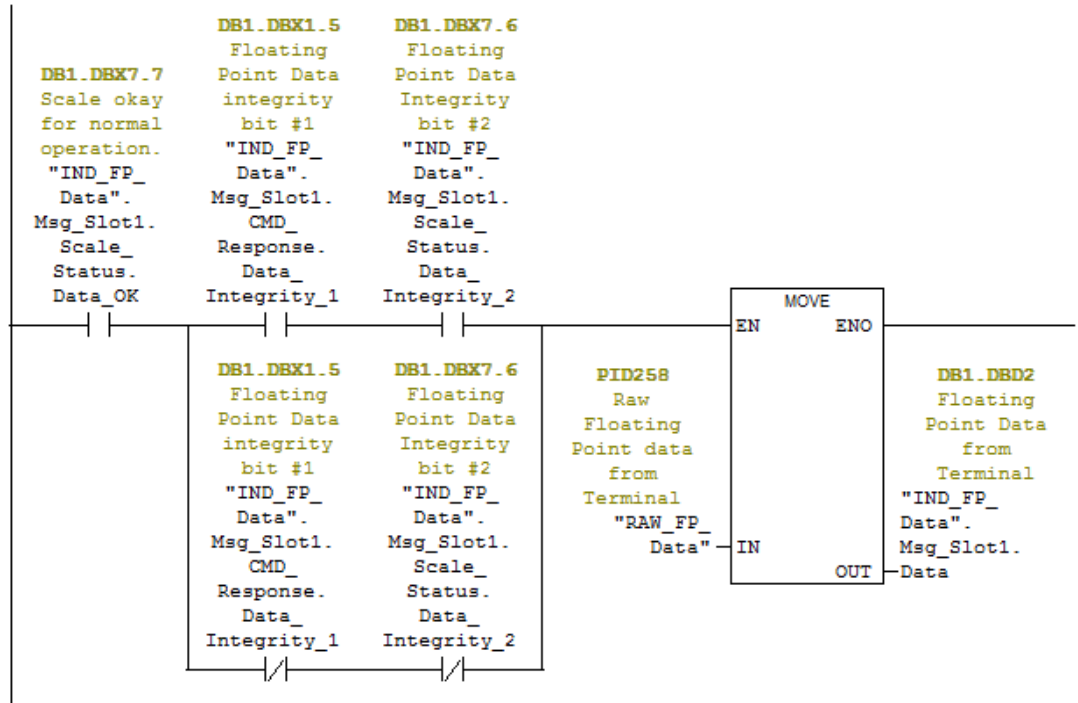 DB1.DBX7.7
Scale okay
for normal
operation.
"IND_FP_
Data".
Msg_Slot1.
Scale_
Status.
Data_OK
DB1.DBX1.5
Floating
Point Data
integrity
bit #1
"IND_FP_
Data".
Msg_Slot1.
CMD_
Response.
Data_
Integrity_1
DB1.DBX7.6
Floating
Point Data
Integrity
bit #2
"IND_FP_
Data".
Msg_Slot1.
Scale_
Status.
Data_
Integrity_2
DB1.DBX1.5
Floating
Point Data
integrity
bit #1
"IND_FP_
Data".
Msg_Slot1.
CMD_
Response.
Data_
Integrity_1
DB1.DBX7.6
Floating
Point Data
Integrity
bit #2
"IND_FP_
Data".
Msg_Slot1.
Scale_
Status.
Data_
Integrity_2
PID258
Raw
Floating
Point data
from
Terminal
"RAW_FP_
Data"
MOVE
EN ENO
IN
OUT
DB1.DBD2
Floating
Point Data
from
Terminal
"IND_FP_
Data".
Msg_Slot1.
Data